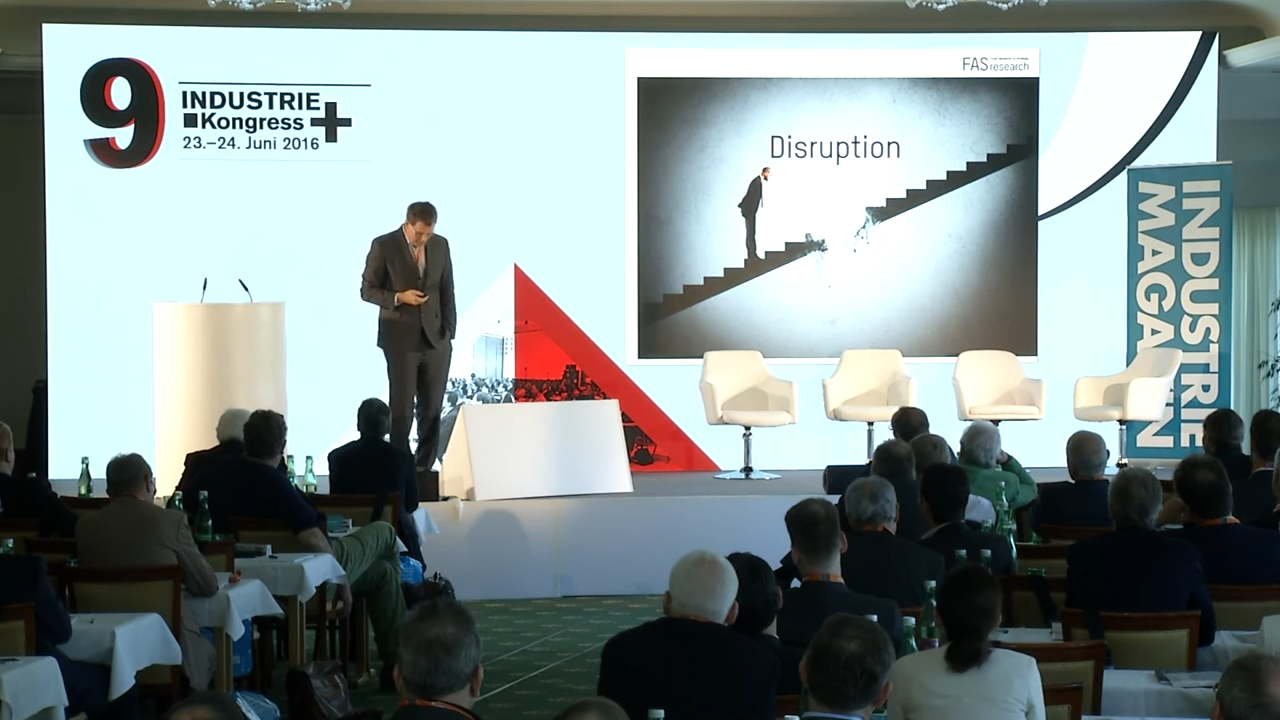 9
INDUSTRIE
Kongress +
23.–24. Juni 2016
FAS research
Disruption
INDUSTRIE
MAGAZIN